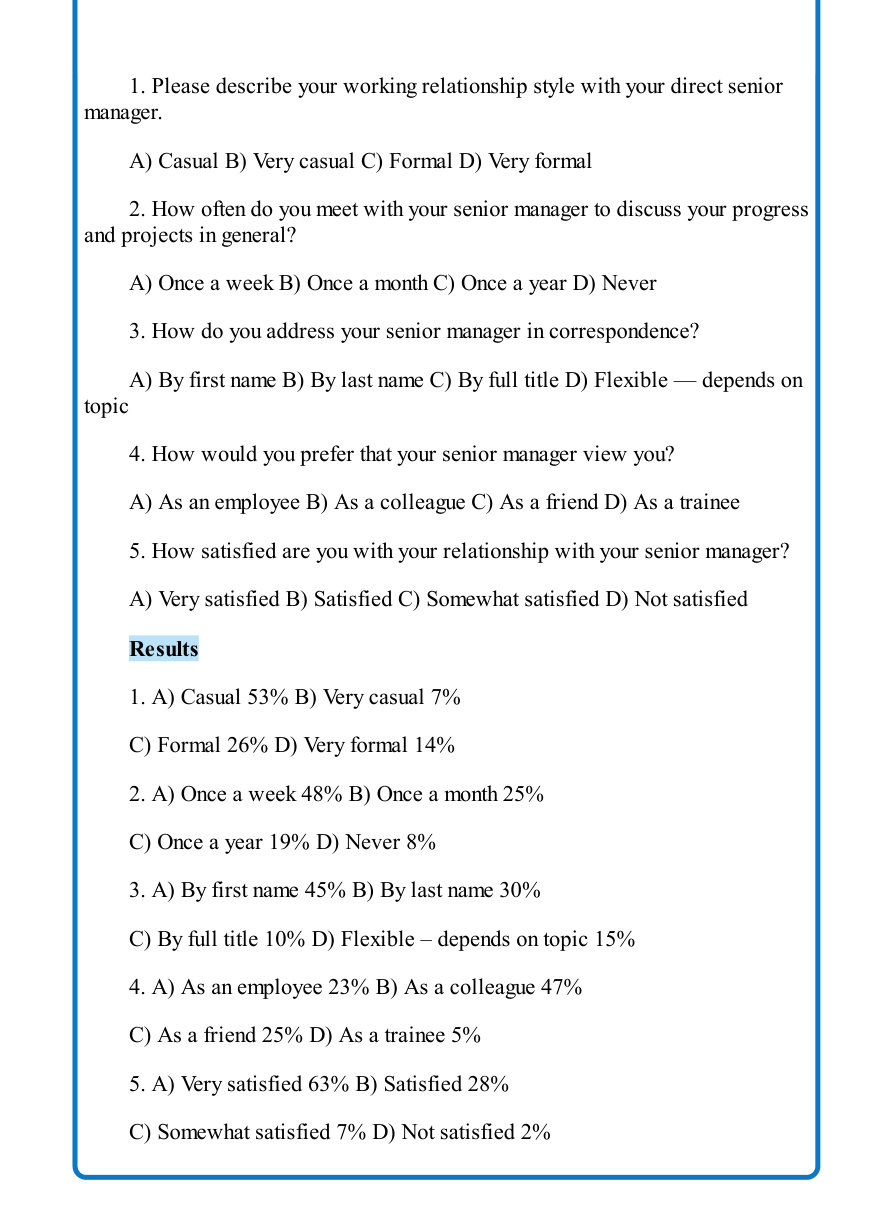 1. Please describe your working relationship style with your direct senior
manager.
A) Casual B) Very casual C) Formal D) Very formal
2. How often do you meet with your senior manager to discuss your progress
and projects in general?
A) Once a week B) Once a month C) Once a year D) Never
3. How do you address your senior manager in correspondence?
A) By first name B) By last name C) By full title D) Flexible — depends on
topic
4. How would you prefer that your senior manager view you?
A) As an employee B) As a colleague C) As a friend D) As a trainee
5. How satisfied are you with your relationship with your senior manager?
A) Very satisfied B) Satisfied C) Somewhat satisfied D) Not satisfied
Results
1. A) Casual 53% B) Very casual 7%
C) Formal 26% D) Very formal 14%
2. A) Once a week 48% B) Once a month 25%
C) Once a year 19% D) Never 8%
3. A) By first name 45% B) By last name 30%
C) By full title 10% D) Flexible – depends on topic 15%
4. A) As an employee 23% B) As a colleague 47%
C) As a friend 25% D) As a trainee 5%
5. A) Very satisfied 63% B) Satisfied 28%
C) Somewhat satisfied 7% D) Not satisfied 2%